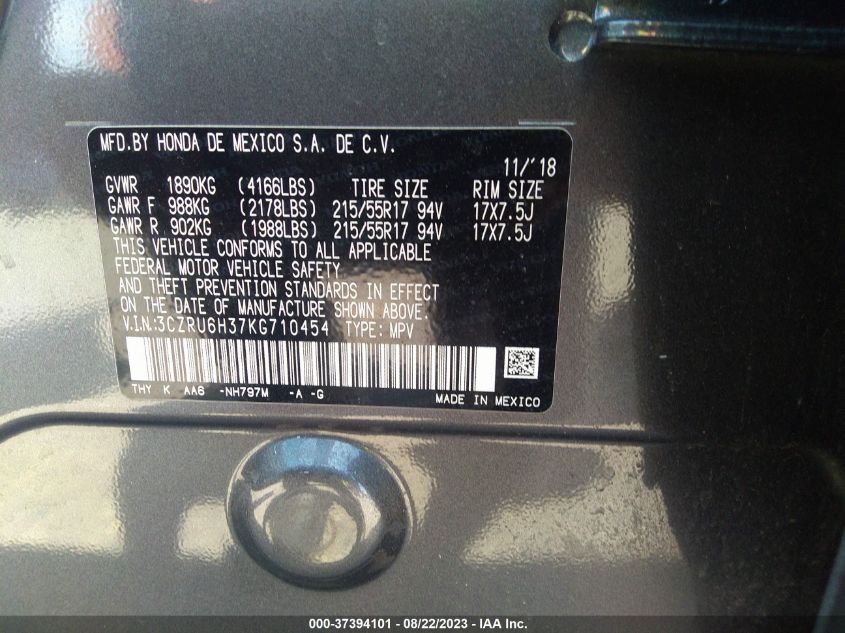 MFD.BY HONDA DE MEXICO S.A. DE C.V.
11/'18
GVWR 1890KG (4166LBS) TIRE SIZE RIM SIZE
GAWR F 988KG (2178LBS) 215/55R17 94V 17X7.5J
GAWR R 902KG (1988LBS) 215/55R17 94V 17X7.5J
THIS VEHICLE CONFORMS TO ALL APPLICABLE
FEDERAL MOTOR VEHICLE SAFETY
AND THEFT PREVENTION STANDARDS IN EFFECT
ON THE DATE OF MANUFACTURE SHOWN ABOVE.
V.I.N.:3CZRU6H37KG710454 TYPE: MPV
THY K -AA6 -NH797M -A -G
MADE IN MEXICO
000-37394101 - 08/22/2023 - IAA Inc.